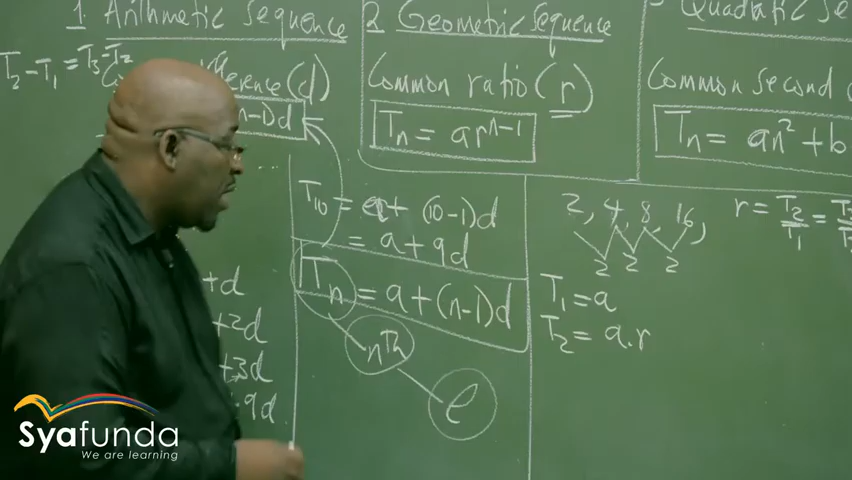 1 Arithmetic Sequence
T₂-T₁ = T₃-T₂
(d)
n-1)d
2 Geometric Sequence
Common ratio (r)
Tn = arⁿ⁻¹
Quadratic Se
Common Second
Tn = an² + b
+d
+2d
+3d
9d
T₁₀ = a + (10-1)d
= a + 9d
Tn = a + (n-1)d
nTh
e
2, 4, 8, 16,
2 2 2
T₁ = a
T₂ = a.r
r = T₂/T₁ =
Syafunda
We are learning